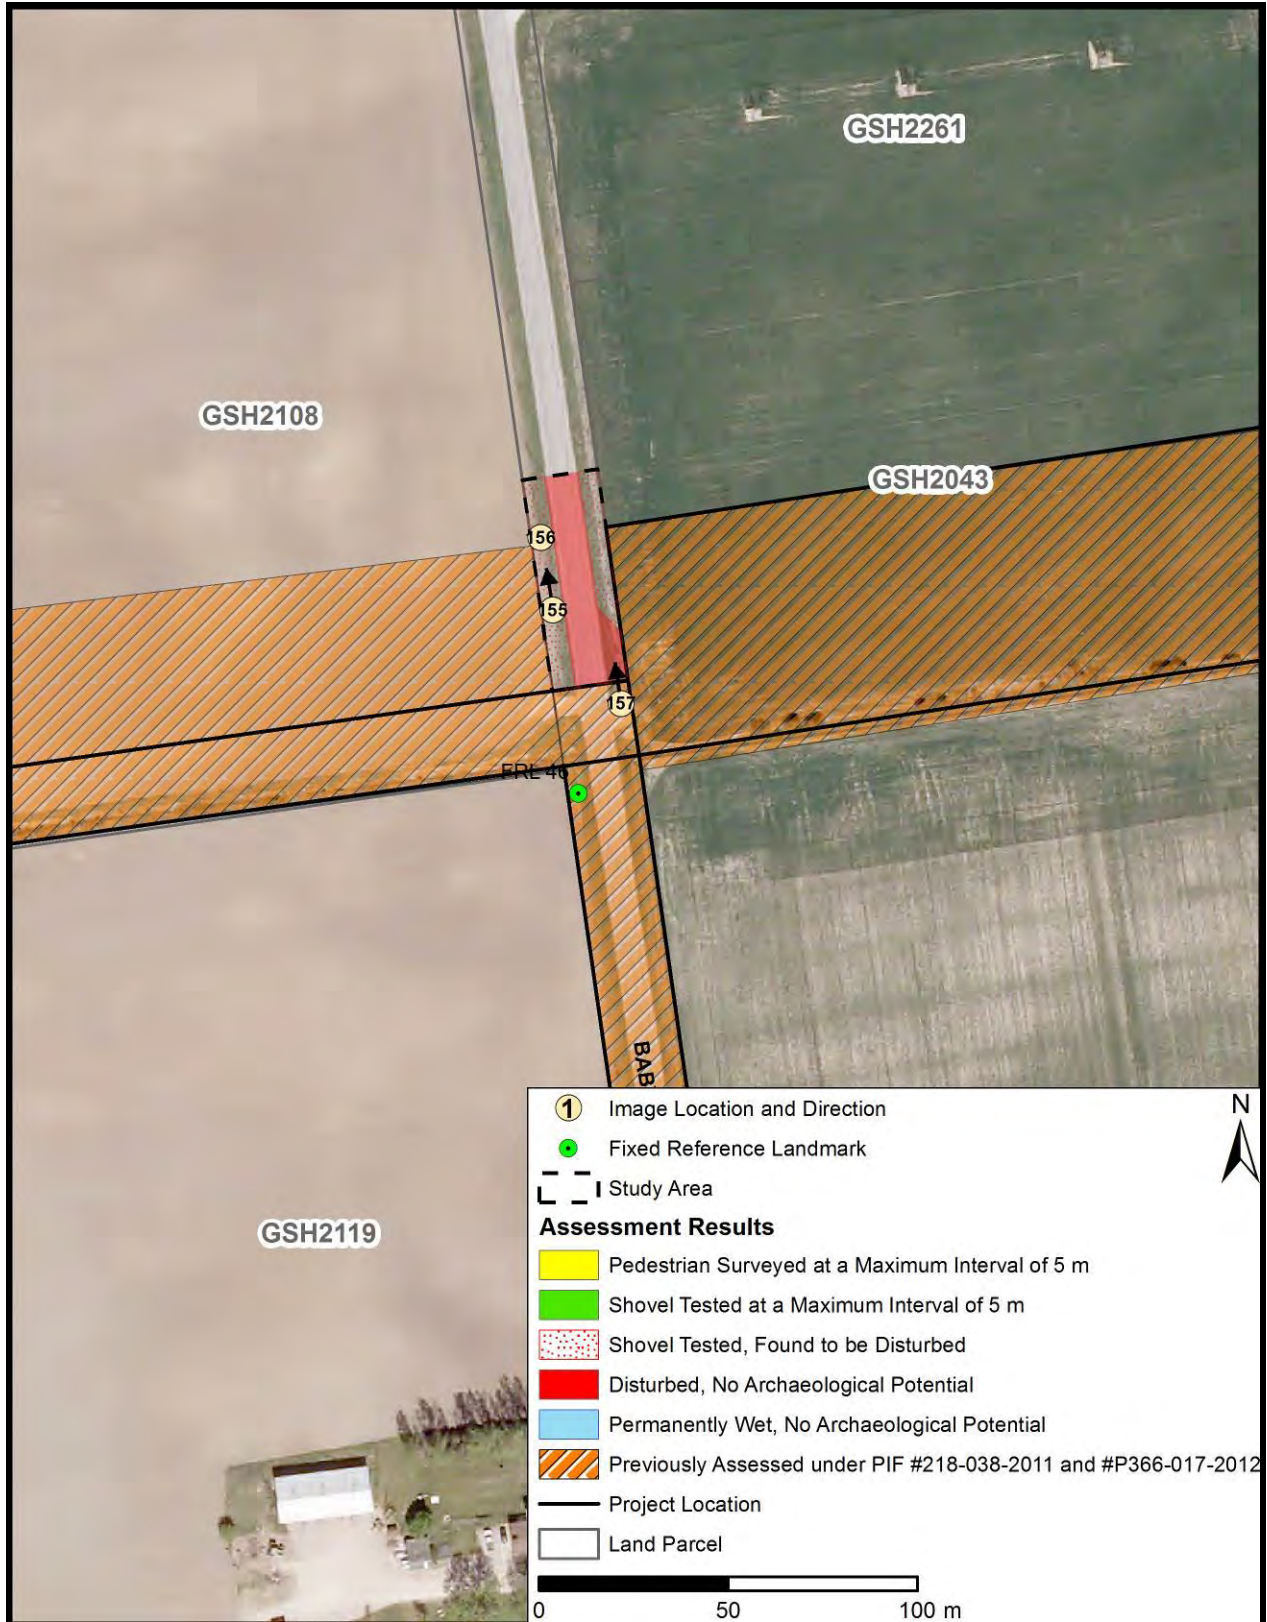 GSH2261
GSH2108
GSH2043
156
155
157
FRL 46
BAB
1 Image Location and Direction
Fixed Reference Landmark
Study Area
Assessment Results
Pedestrian Surveyed at a Maximum Interval of 5 m
Shovel Tested at a Maximum Interval of 5 m
Shovel Tested, Found to be Disturbed
Disturbed, No Archaeological Potential
Permanently Wet, No Archaeological Potential
Previously Assessed under PIF #218-038-2011 and #P366-017-2012
Project Location
Land Parcel
0 50 100 m
N
GSH2119